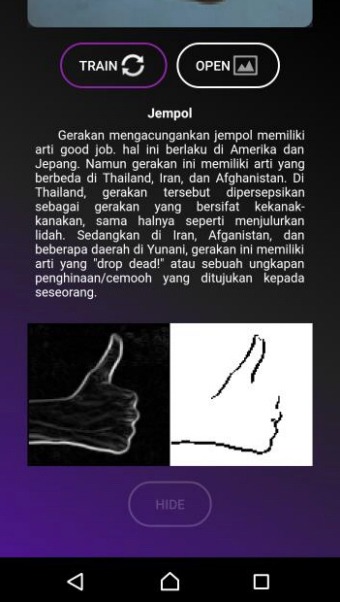 TRAIN
OPEN
Jempol
Gerakan mengacungankan jempol memiliki
arti good job. hal ini berlaku di Amerika dan
Jepang. Namun gerakan ini memiliki arti yang
berbeda di Thailand, Iran, dan Afghanistan. Di
Thailand, gerakan tersebut dipersepsikan
sebagai gerakan yang bersifat kekanak-
kanakan, sama halnya seperti menjulurkan
lidah. Sedangkan di Iran, Afganistan, dan
beberapa daerah di Yunani, gerakan ini memiliki
arti yang "drop dead!" atau sebuah ungkapan
penghinaan/cemooh yang ditujukan kepada
seseorang.
HIDE